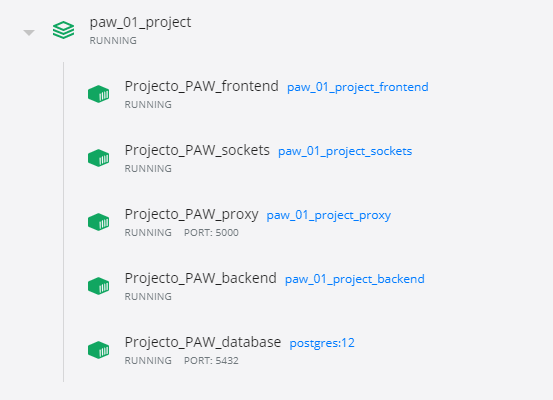 paw_01_project
RUNNING
Projecto_PAW_frontend paw_01_project_frontend
RUNNING
Projecto_PAW_sockets paw_01_project_sockets
RUNNING
Projecto_PAW_proxy paw_01_project_proxy
RUNNING PORT: 5000
Projecto_PAW_backend paw_01_project_backend
RUNNING
Projecto_PAW_database postgres:12
RUNNING PORT: 5432